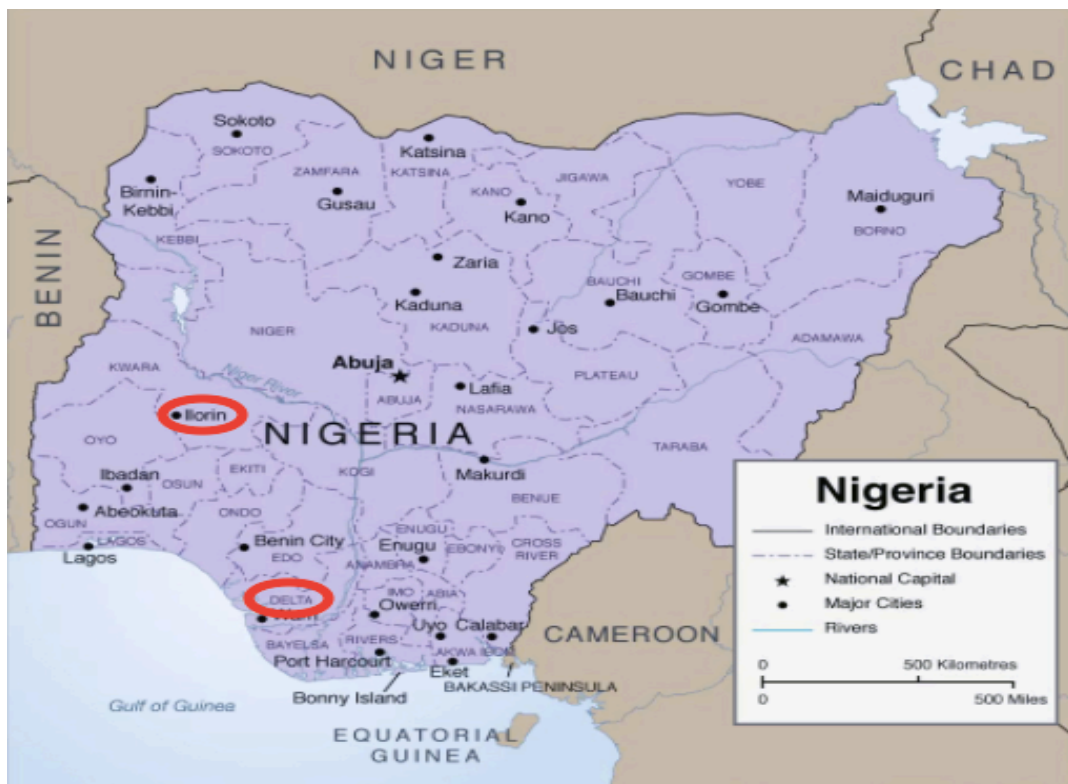 NIGER
CHAD
Sokoto
SOKOTO
Katsina
KATSINA
ZAMFARA
JIGAWA
YOBE
Birnin-
Kebbi
Gusau
KANO
Kano
Maiduguri
BORNO
KEBBI
Zaria
BENIN
Kaduna
KADUNA
BAUCHI
Bauchi
GOMBE
Gombe
NIGER
Jos
ADAMAWA
KWARA
Niger River
Abuja
ABUJA
Lafia
NASARAWA
PLATEAU
Ilorin
NIGERIA
OYO
TARABA
Ibadan
OSUN
EKITI
KOGI
Makurdi
BENUE
Abeokuta
OGUN
ONDO
LAGOS
Lagos
Benin City
EDO
ENUGU
Enugu
EBONYI
CROSS
RIVER
ANAMBRA
DELTA
Warri
IMO
ABIA
Owerri
Uyo
Calabar
BAYELSA
RIVERS
AKWA IBOM
Port Harcourt
Eket
Bonny Island
BAKASSI PENINSULA
CAMEROON
Gulf of Guinea
EQUATORIAL
GUINEA
Nigeria
International Boundaries
State/Province Boundaries
National Capital
Major Cities
Rivers
0 500 Kilometres
0 500 Miles